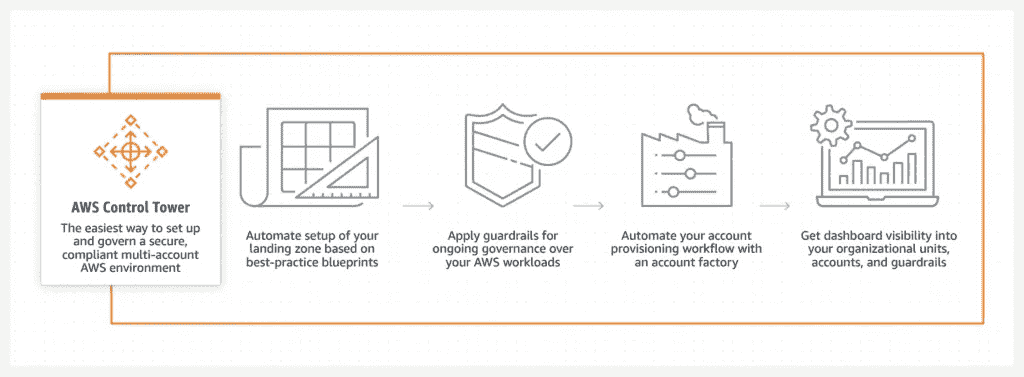 AWS Control Tower
The easiest way to set up
and govern a secure,
compliant multi-account
AWS environment
Automate setup of your
landing zone based on
best-practice blueprints
Apply guardrails for
ongoing governance over
your AWS workloads
Automate your account
provisioning workflow with
an account factory
Get dashboard visibility into
your organizational units,
accounts, and guardrails